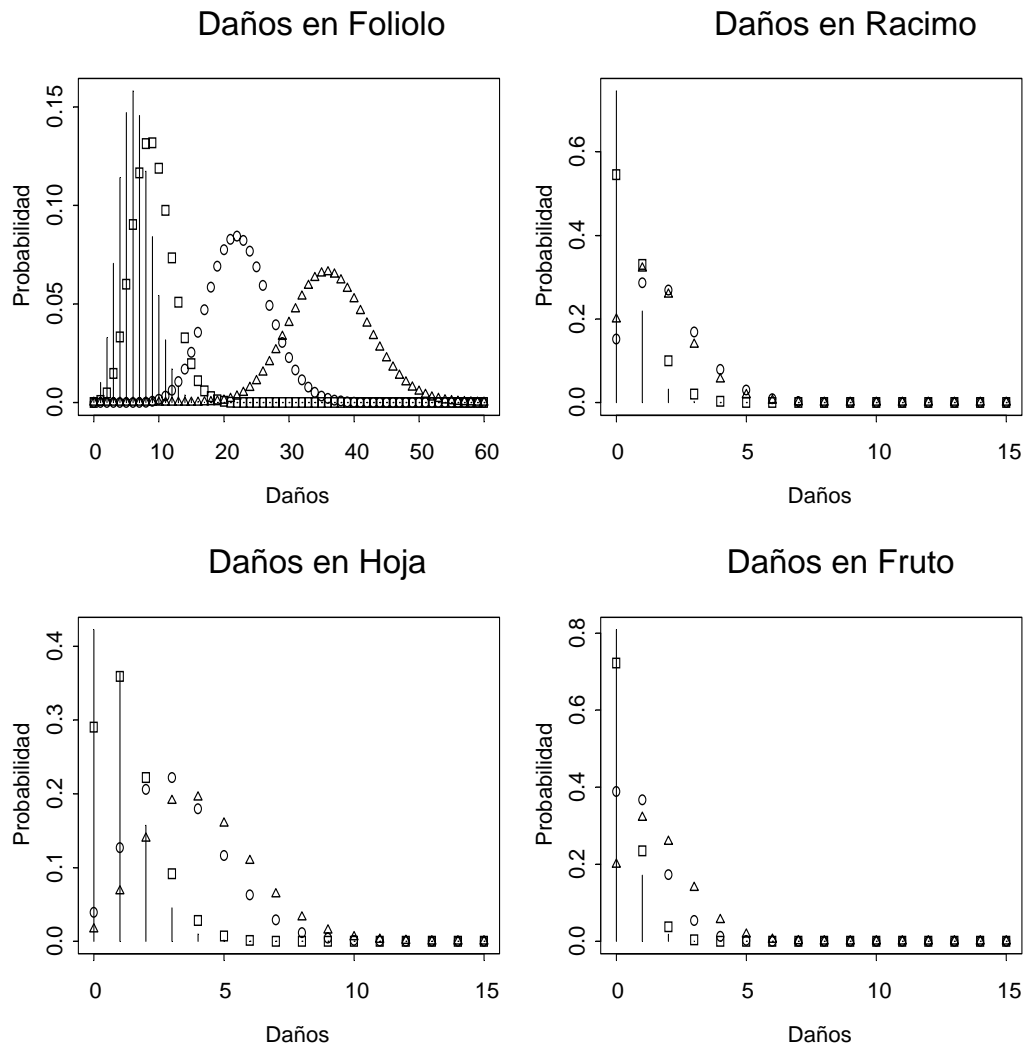 Daños en Foliolo
Probabilidad
0.15
0.10
0.05
0.0
0 10 20 30 40 50 60
Daños
Daños en Racimo
Probabilidad
0.6
0.4
0.2
0.0
0 5 10 15
Daños
Daños en Hoja
Probabilidad
0.4
0.3
0.2
0.1
0.0
0 5 10 15
Daños
Daños en Fruto
Probabilidad
0.8
0.6
0.4
0.2
0.0
0 5 10 15
Daños